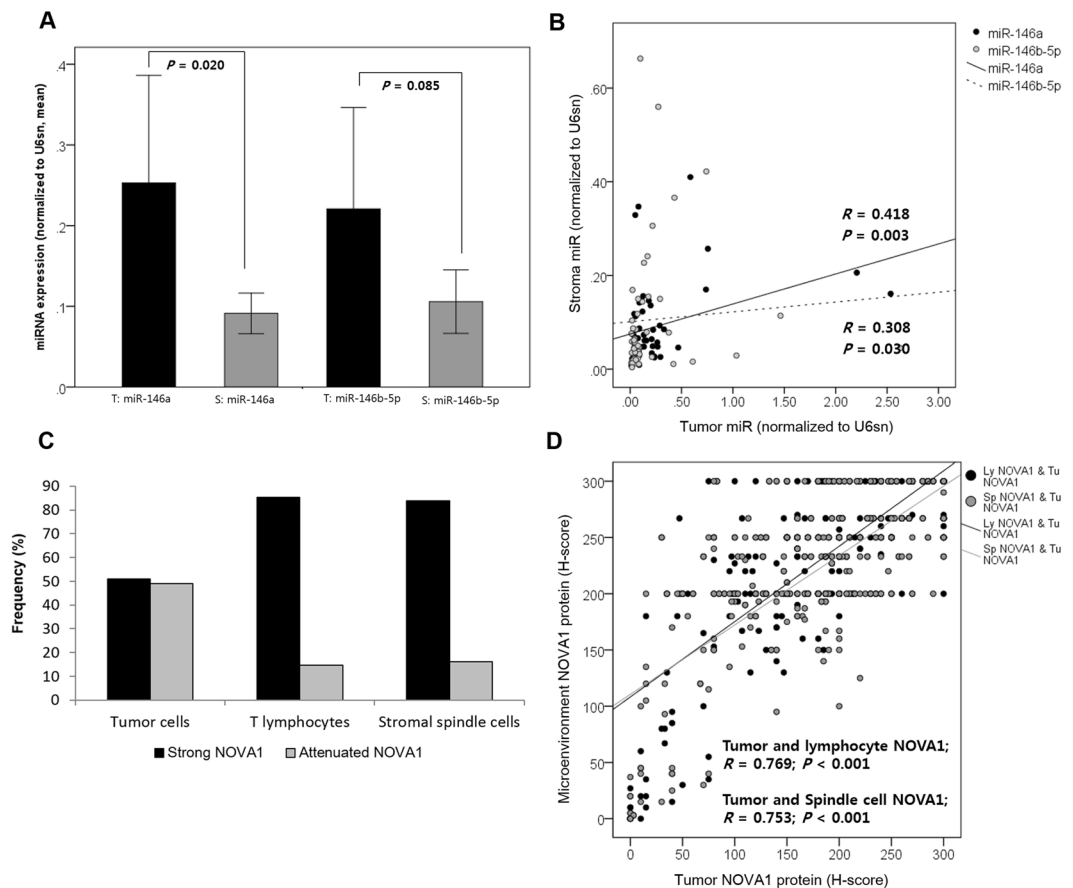 A
miRNA expression (normalized to U6sn, mean)
.4
.3
.2
.1
.0
P = 0.020
P = 0.085
T: miR-146a
S: miR-146a
T: miR-146b-5p
S: miR-146b-5p
B
Stroma miR (normalized to U6sn)
.60
.40
.20
.00
R = 0.418
P = 0.003
R = 0.308
P = 0.030
.00
.50
1.00
1.50
2.00
2.50
3.00
Tumor miR (normalized to U6sn)
miR-146a
miR-146b-5p
miR-146a
miR-146b-5p
C
Frequency (%)
90
80
70
60
50
40
30
20
10
0
Tumor cells
T lymphocytes
Stromal spindle cells
Strong NOVA1
Attenuated NOVA1
D
Microenvironment NOVA1 protein (H-score)
300
250
200
150
100
50
0
Tumor and lymphocyte NOVA1;
R = 0.769; P < 0.001
Tumor and Spindle cell NOVA1;
R = 0.753; P < 0.001
0
50
100
150
200
250
300
Tumor NOVA1 protein (H-score)
Ly NOVA1 & Tu
NOVA1
Sp NOVA1 & Tu
NOVA1
Ly NOVA1 & Tu
NOVA1
Sp NOVA1 & Tu
NOVA1